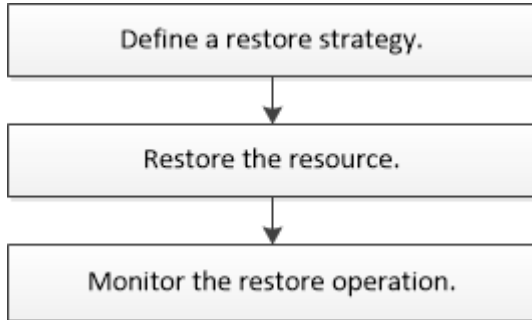 Define a restore strategy.
Restore the resource.
Monitor the restore operation.